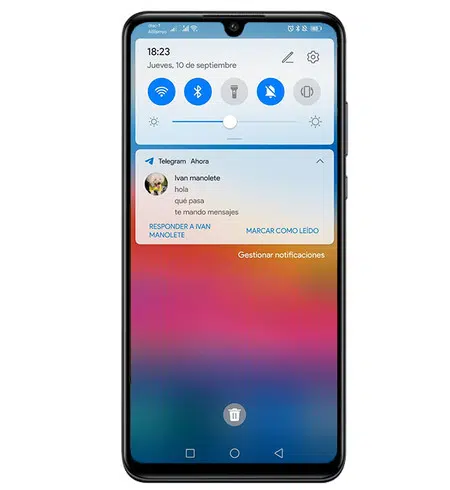 18:23
Jueves, 10 de septiembre
Telegram Ahora
Ivan manolete
hola
qué pasa
te mando mensajes
RESPONDER A IVAN
MANOLETE
MARCAR COMO LEÍDO
Gestionar notificaciones